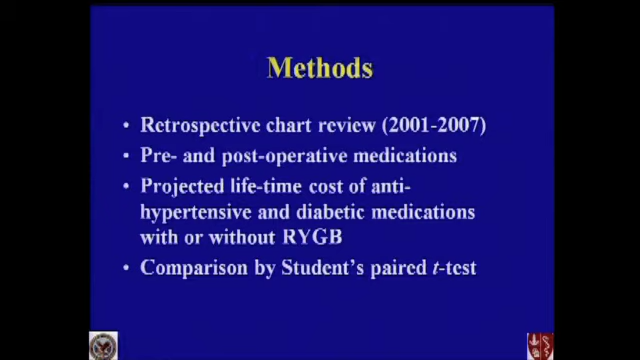 Methods
• Retrospective chart review (2001-2007)
• Pre- and post-operative medications
• Projected life-time cost of anti-
hypertensive and diabetic medications
with or without RYGB
• Comparison by Student's paired t-test